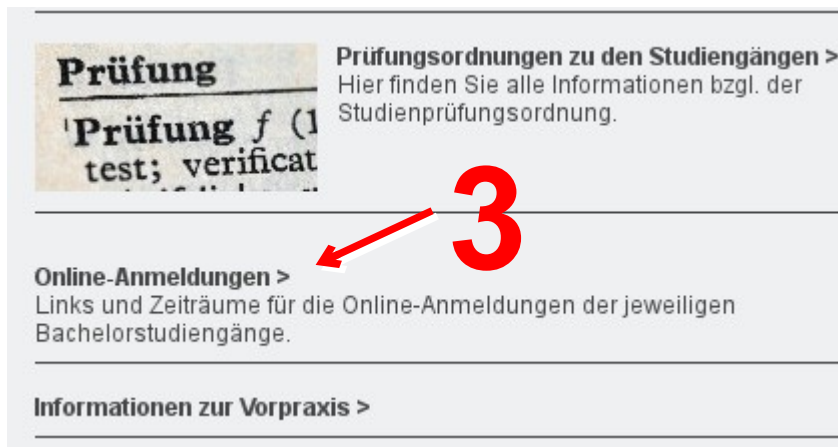 Prüfung
Prüfungsordnungen zu den Studiengängen >
Hier finden Sie alle Informationen bzgl. der
Studienprüfungsordnung.
'Prüfung f (1
test; verificat
3
Online-Anmeldungen >
Links und Zeiträume für die Online-Anmeldungen der jeweiligen
Bachelorstudiengänge.
Informationen zur Vorpraxis >